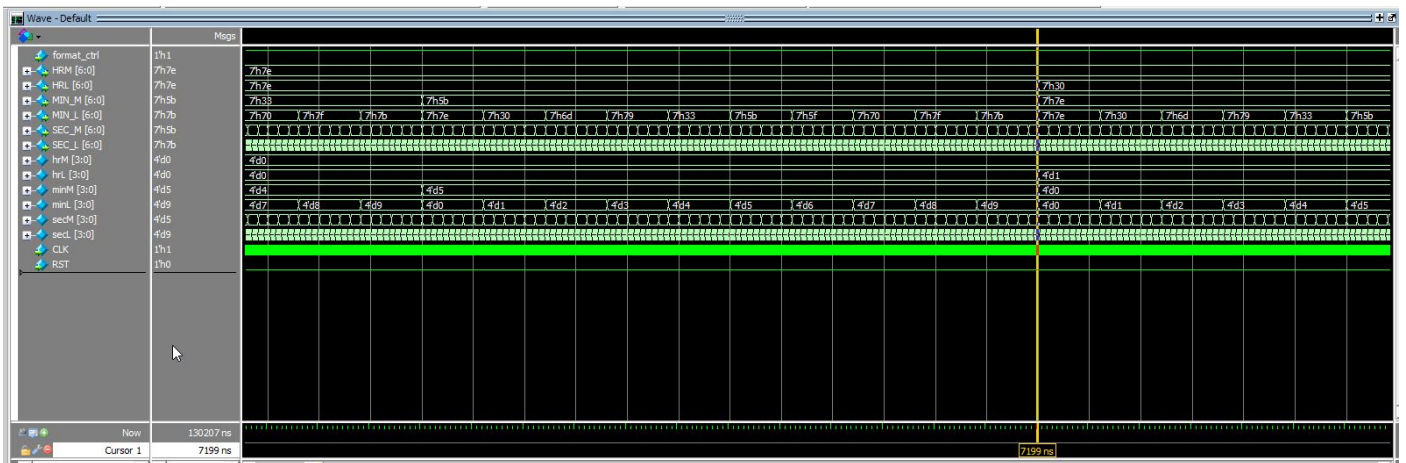 Wave - Default
Msgs
format_ctrl 1'h1
HRM [6:0] 7'h7e 7'h7e
HRL [6:0] 7'h7e 7'h7e 7'h30
MIN_M [6:0] 7'h5b 7'h33 7'h5b 7'h7e
MIN_L [6:0] 7'h7b 7'h70 7'h7f 7'h7b 7'h7e 7'h30 7'h6d 7'h79 7'h33 7'h5b 7'h5f 7'h70 7'h7f 7'h7b 7'h7e 7'h30 7'h6d 7'h79 7'h33 7'h5b
SEC_M [6:0] 7'h5b
SEC_L [6:0] 7'h7b
hrM [3:0] 4'd0 4'd0
hrL [3:0] 4'd0 4'd0 4'd1
minM [3:0] 4'd5 4'd4 4'd5 4'd0
minL [3:0] 4'd9 4'd7 4'd8 4'd9 4'd0 4'd1 4'd2 4'd3 4'd4 4'd5 4'd6 4'd7 4'd8 4'd9 4'd0 4'd1 4'd2 4'd3 4'd4 4'd5
secM [3:0] 4'd5
secL [3:0] 4'd9
CLK 1'h1
RST 1'h0
Now 130207 ns
Cursor 1 7199 ns 7199 ns